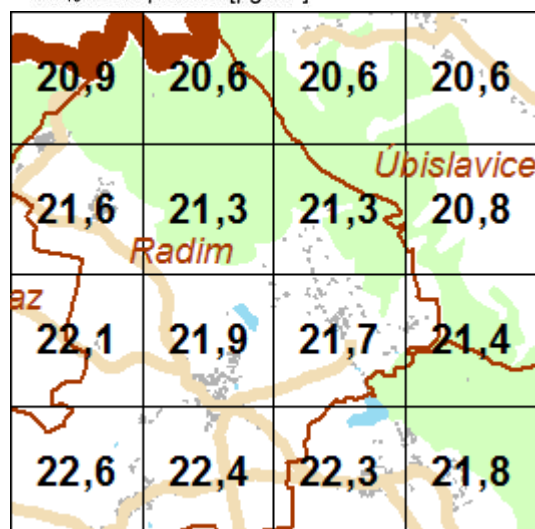 20,9 20,6 20,6 20,6
Úbislavice
21,6 21,3 21,3 20,8
Radim
az
22,1 21,9 21,7 21,4
22,6 22,4 22,3 21,8